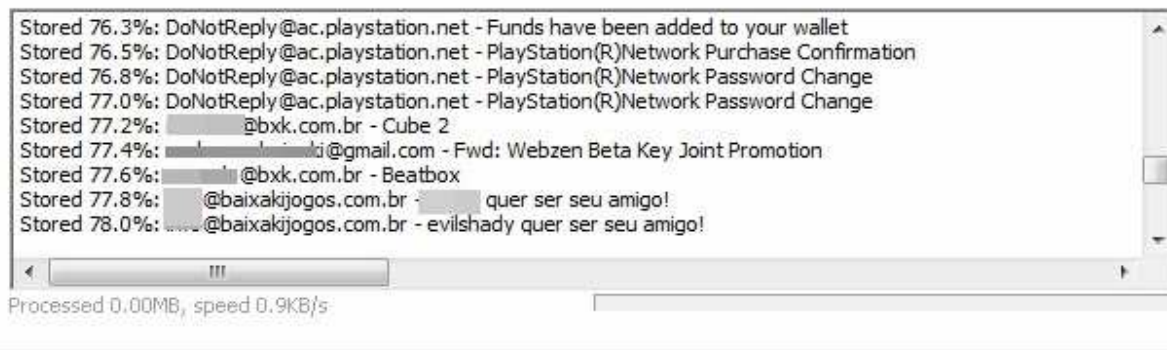 Stored 76.3%: DoNotReply@ac.playstation.net - Funds have been added to your wallet
Stored 76.5%: DoNotReply@ac.playstation.net - PlayStation(R)Network Purchase Confirmation
Stored 76.8%: DoNotReply@ac.playstation.net - PlayStation(R)Network Password Change
Stored 77.0%: DoNotReply@ac.playstation.net - PlayStation(R)Network Password Change
Stored 77.2%: @bxk.com.br - Cube 2
Stored 77.4%: i@gmail.com - Fwd: Webzen Beta Key Joint Promotion
Stored 77.6%: @bxk.com.br - Beatbox
Stored 77.8%: @baixakijogos.com.br - quer ser seu amigo!
Stored 78.0%: @baixakijogos.com.br - evilshady quer ser seu amigo!
Processed 0.00MB, speed 0.9KB/s